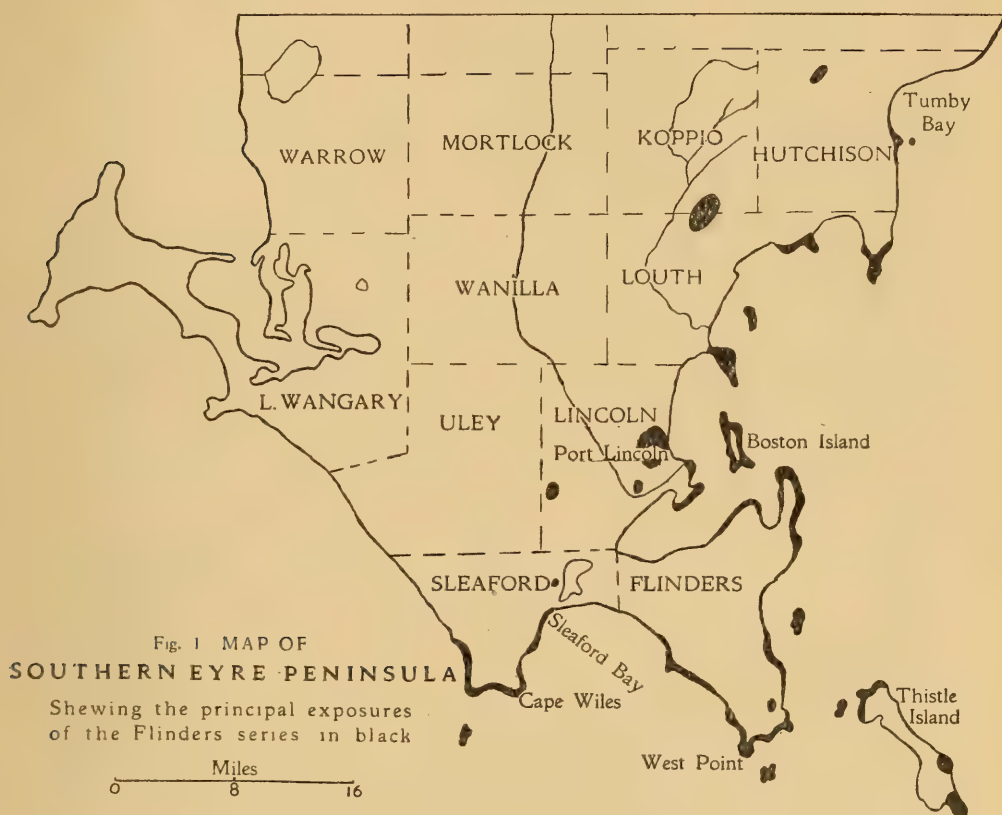 Tumby
Bay
WARROW
MORTLOCK
KOPPIO
HUTCHISON
WANILLA
LOUTH
L. WANGARY
ULEY
LINCOLN
Port Lincoln
Boston Island
SLEAFORD
FLINDERS
Sleaford Bay
Cape Wiles
West Point
Thistle
Island
Fig. 1 MAP OF
SOUTHERN EYRE PENINSULA
Shewing the principal exposures
of the Flinders series in black
Miles
0 8 16